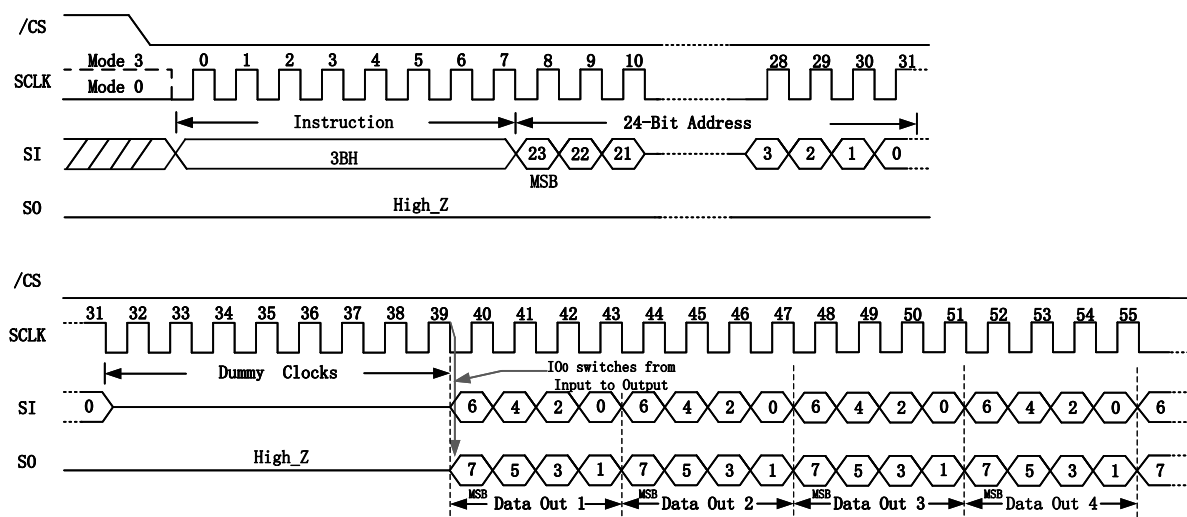 /CS
Mode 3 0 1 2 3 4 5 6 7 8 9 10 28 29 30 31
SCLK
Mode 0
Instruction 24-Bit Address
SI 3BH 23 22 21 3 2 1 0
MSB
SO High_Z
/CS
31 32 33 34 35 36 37 38 39 40 41 42 43 44 45 46 47 48 49 50 51 52 53 54 55
SCLK
Dummy Clocks IO0 switches from
Input to Output
SI 0 6 4 2 0 6 4 2 0 6 4 2 0 6 4 2 0 6
SO High_Z 7 5 3 1 7 5 3 1 7 5 3 1 7 5 3 1 7
MSB Data Out 1 MSB Data Out 2 MSB Data Out 3 MSB Data Out 4